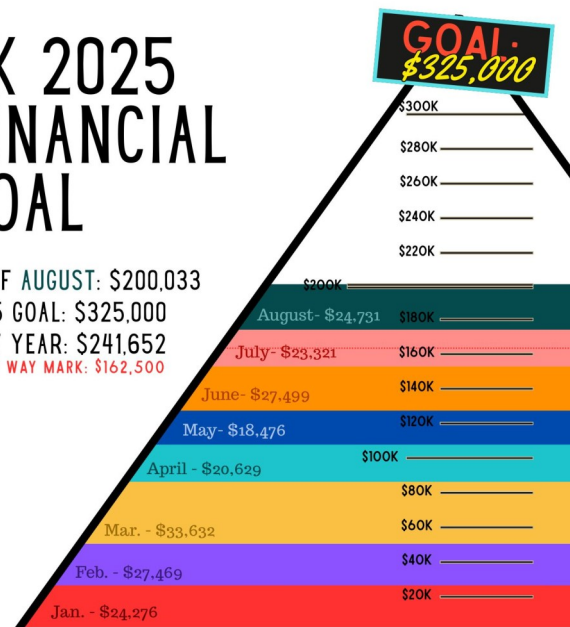 K 2025
NANCIAL
OAL
F AUGUST: $200,033
5 GOAL: $325,000
YEAR: $241,652
WAY MARK: $162,500
GOAL:
$325,000
$300K
$280K
$260K
$240K
$220K
$200K
August- $24,731 $180K
July- $23,321 $160K
June- $27,499 $140K
May- $18,476 $120K
$100K
April - $20,629
$80K
Mar. - $33,632 $60K
Feb. - $27,469 $40K
$20K
Jan. - $24,276